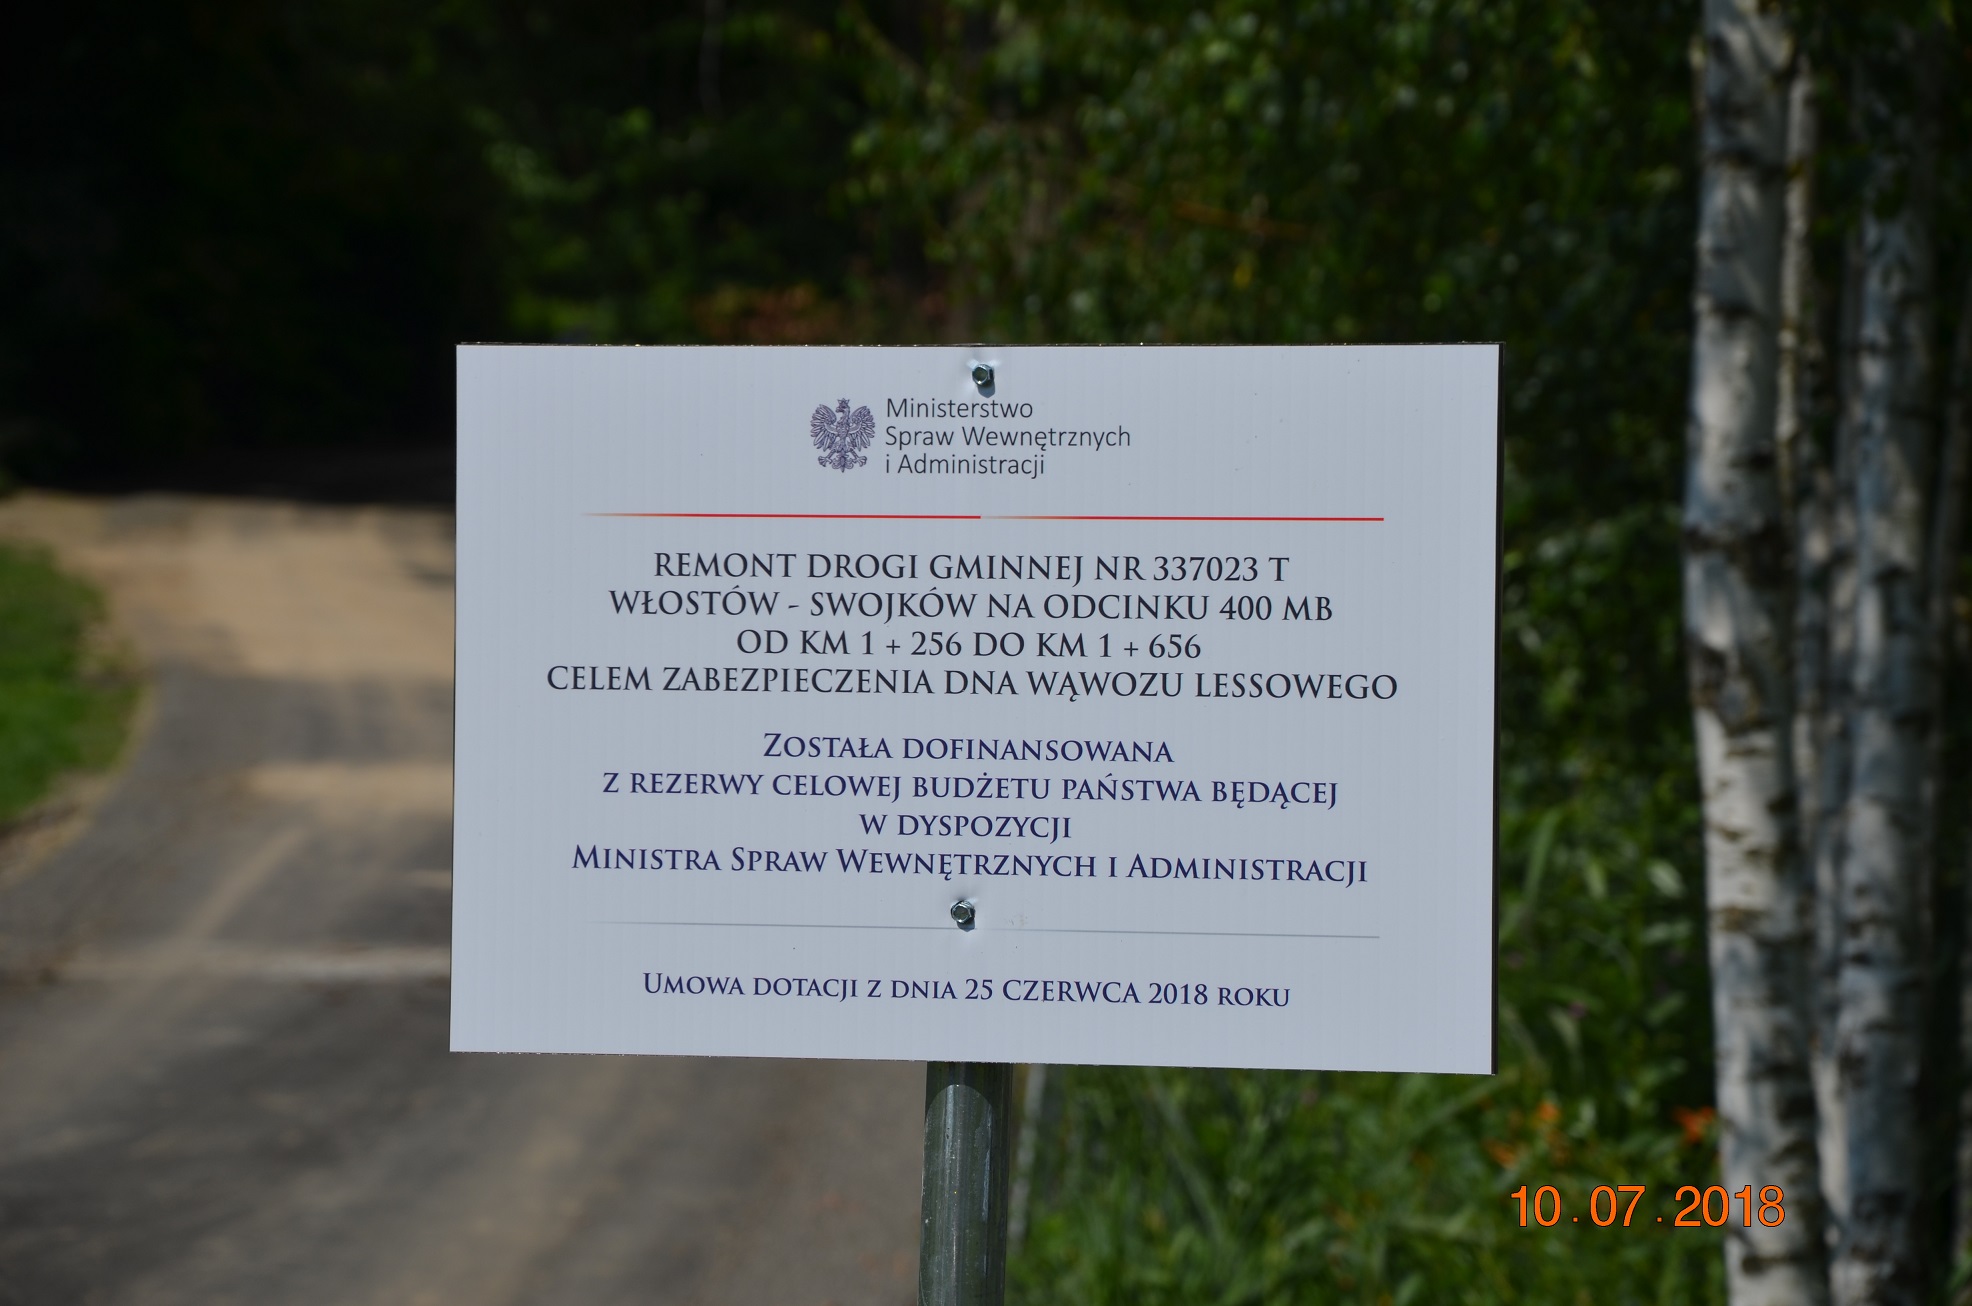 Ministerstwo
Spraw Wewnętrznych
i Administracji
REMONT DROGI GMINNEJ NR 337023 T
WŁOSTÓW - SWOJKÓW NA ODCINKU 400 MB
OD KM 1 + 256 DO KM 1 + 656
CELEM ZABEZPIECZENIA DNA WĄWOZU LESSOWEGO
ZOSTAŁA DOFINANSOWANA
Z REZERWY CELOWEJ BUDŻETU PAŃSTWA BĘDĄCEJ
W DYSPOZYCJI
MINISTRA SPRAW WEWNĘTRZNYCH I ADMINISTRACJI
UMOWA DOTACJI Z DNIA 25 CZERWCA 2018 ROKU
10.07.2018